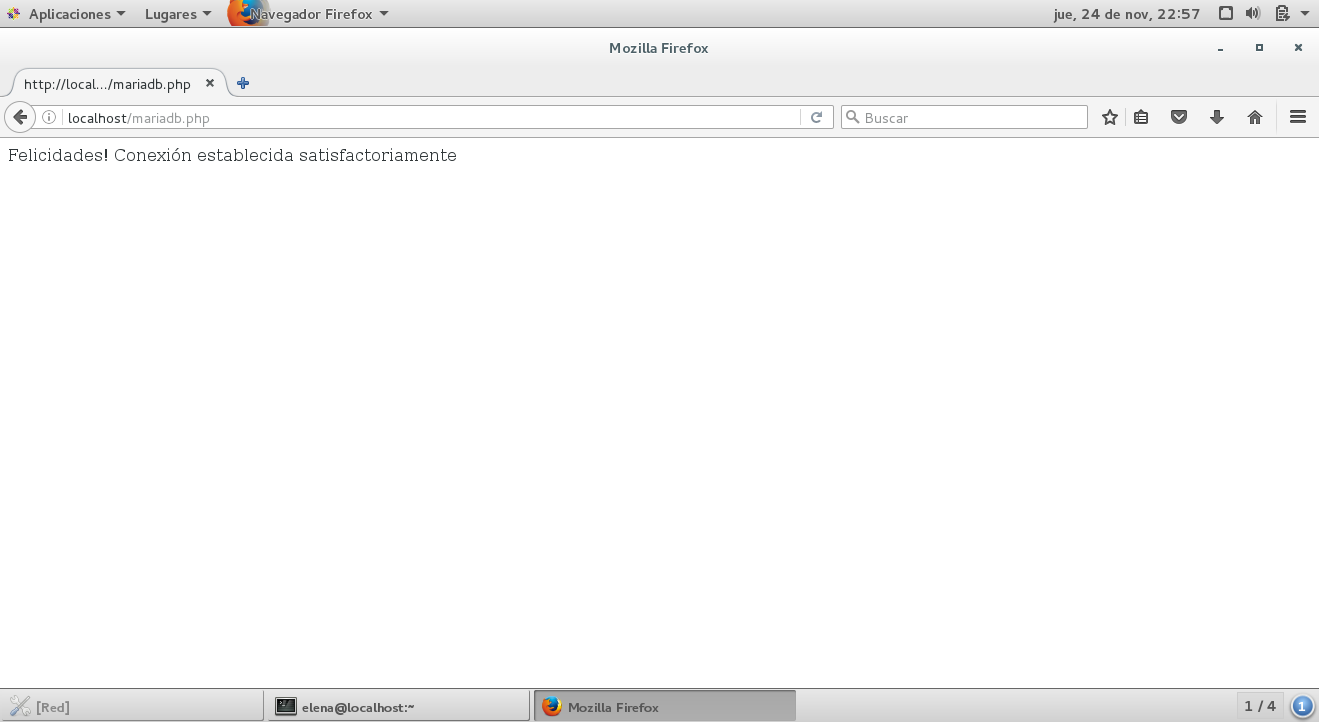 Aplicaciones Lugares Navegador Firefox jue, 24 de nov, 22:57
Mozilla Firefox
http://local.../mariadb.php
localhost/mariadb.php Buscar
Felicidades! Conexión establecida satisfactoriamente
[Red] elena@localhost:~ Mozilla Firefox 1 / 4 1